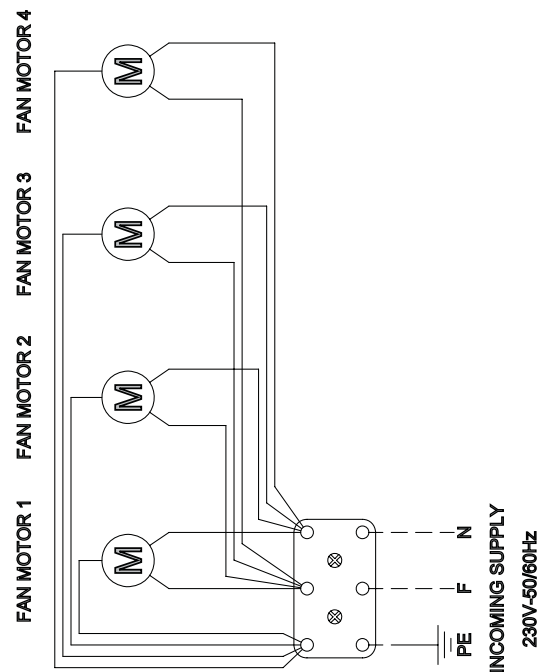 FAN MOTOR 1
FAN MOTOR 2
FAN MOTOR 3
FAN MOTOR 4
M
M
M
M
PE
F
N
INCOMING SUPPLY
230V-50/60Hz